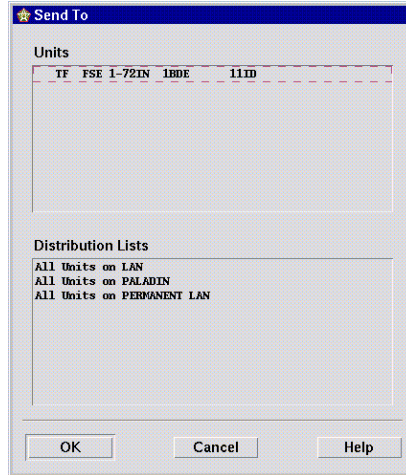 Send To
Units
TF FSE 1-72IN 1BDE 11ID
Distribution Lists
All Units on LAN
All Units on PALADIN
All Units on PERMANENT LAN
OK Cancel Help